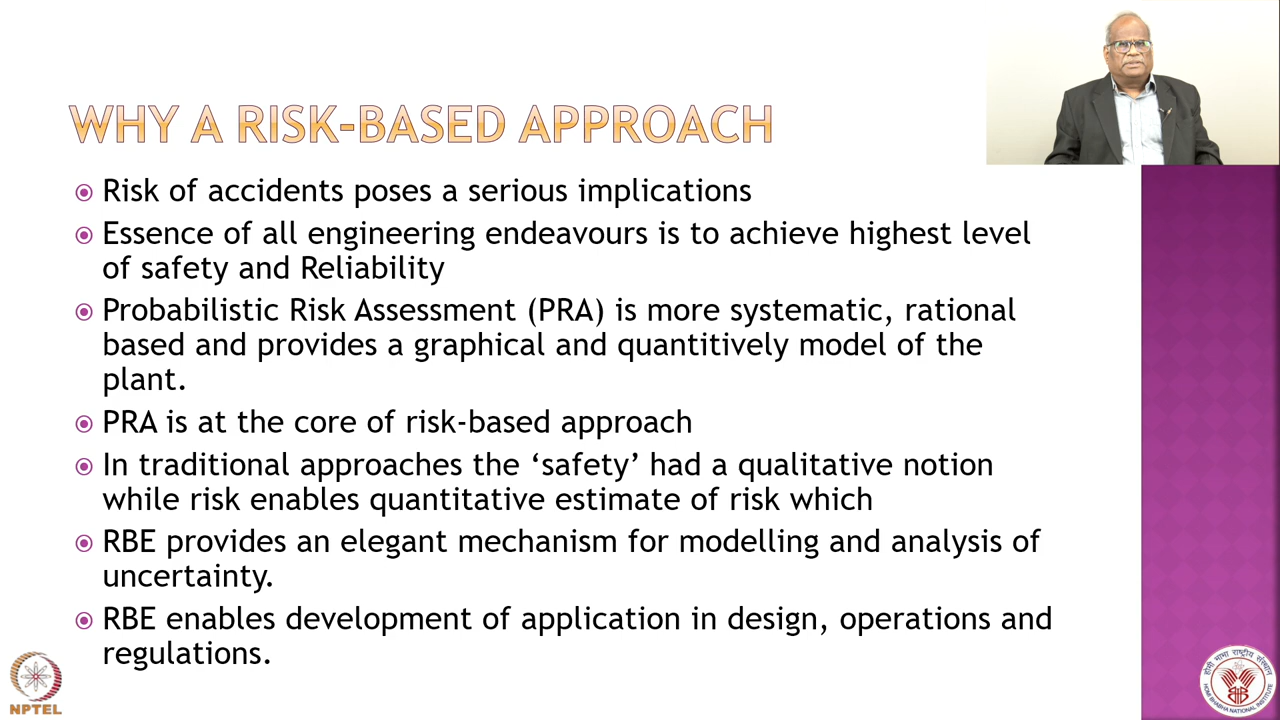 WHY A RISK-BASED APPROACH
Risk of accidents poses a serious implications
Essence of all engineering endeavours is to achieve highest level
of safety and Reliability
Probabilistic Risk Assessment (PRA) is more systematic, rational
based and provides a graphical and quantitively model of the
plant.
PRA is at the core of risk-based approach
In traditional approaches the ‘safety’ had a qualitative notion
while risk enables quantitative estimate of risk which
RBE provides an elegant mechanism for modelling and analysis of
uncertainty.
RBE enables development of application in design, operations and
regulations.
NPTEL
होमी भाभा राष्ट्रीय संस्थान
HOMI BHABHA NATIONAL INSTITUTE